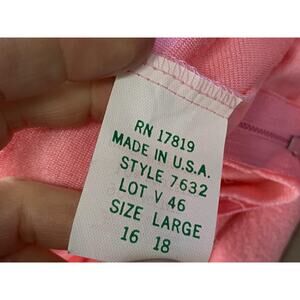 RN 17819
MADE IN U.S.A.
STYLE 7632
LOT V 46
SIZE LARGE
16 18